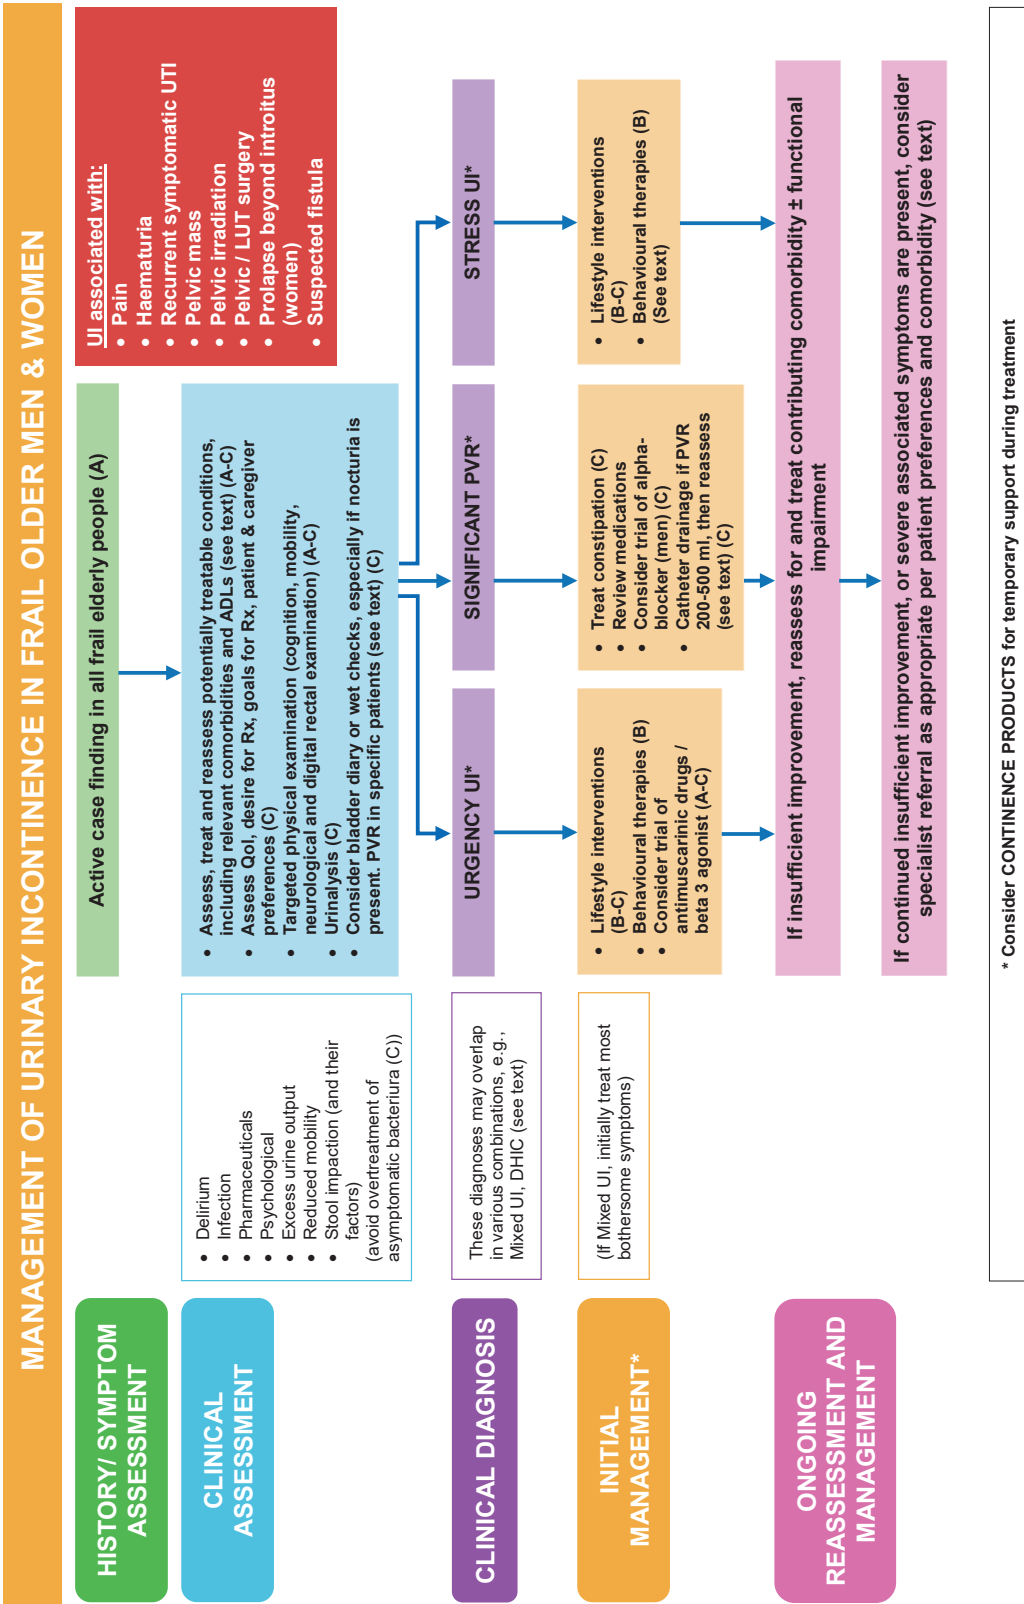 MANAGEMENT OF URINARY INCONTINENCE IN FRAIL OLDER MEN & WOMEN
HISTORY/ SYMPTOM
ASSESSMENT
Active case finding in all frail elderly people (A)
UI associated with:
• Pain
• Haematuria
• Recurrent symptomatic UTI
• Pelvic mass
• Pelvic irradiation
• Pelvic / LUT surgery
• Prolapse beyond introitus
(women)
• Suspected fistula
CLINICAL
ASSESSMENT
• Delirium
• Infection
• Pharmaceuticals
• Psychological
• Excess urine output
• Reduced mobility
• Stool impaction (and their
factors)
(avoid overtreatment of
asymptomatic bacteriura (C))
• Assess, treat and reassess potentially treatable conditions,
including relevant comorbidities and ADLs (see text) (A-C)
• Assess Qol, desire for Rx, goals for Rx, patient & caregiver
preferences (C)
• Targeted physical examination (cognition, mobility,
neurological and digital rectal examination) (A-C)
• Urinalysis (C)
• Consider bladder diary or wet checks, especially if nocturia is
present. PVR in specific patients (see text) (C)
CLINICAL DIAGNOSIS
These diagnoses may overlap
in various combinations, e.g.,
Mixed UI, DHIC (see text)
URGENCY UI*
SIGNIFICANT PVR*
STRESS UI*
INITIAL
MANAGEMENT*
(If Mixed UI, initially treat most
bothersome symptoms)
• Lifestyle interventions
(B-C)
• Behavioural therapies (B)
• Consider trial of
antimuscarinic drugs /
beta 3 agonist (A-C)
• Treat constipation (C)
• Review medications
• Consider trial of alpha-
blocker (men) (C)
• Catheter drainage if PVR
200-500 ml, then reassess
(see text) (C)
• Lifestyle interventions
(B-C)
• Behavioural therapies (B)
(See text)
ONGOING
REASSESSMENT AND
MANAGEMENT
If insufficient improvement, reassess for and treat contributing comorbidity ± functional
impairment
If continued insufficient improvement, or severe associated symptoms are present, consider
specialist referral as appropriate per patient preferences and comorbidity (see text)
* Consider CONTINENCE PRODUCTS for temporary support during treatment